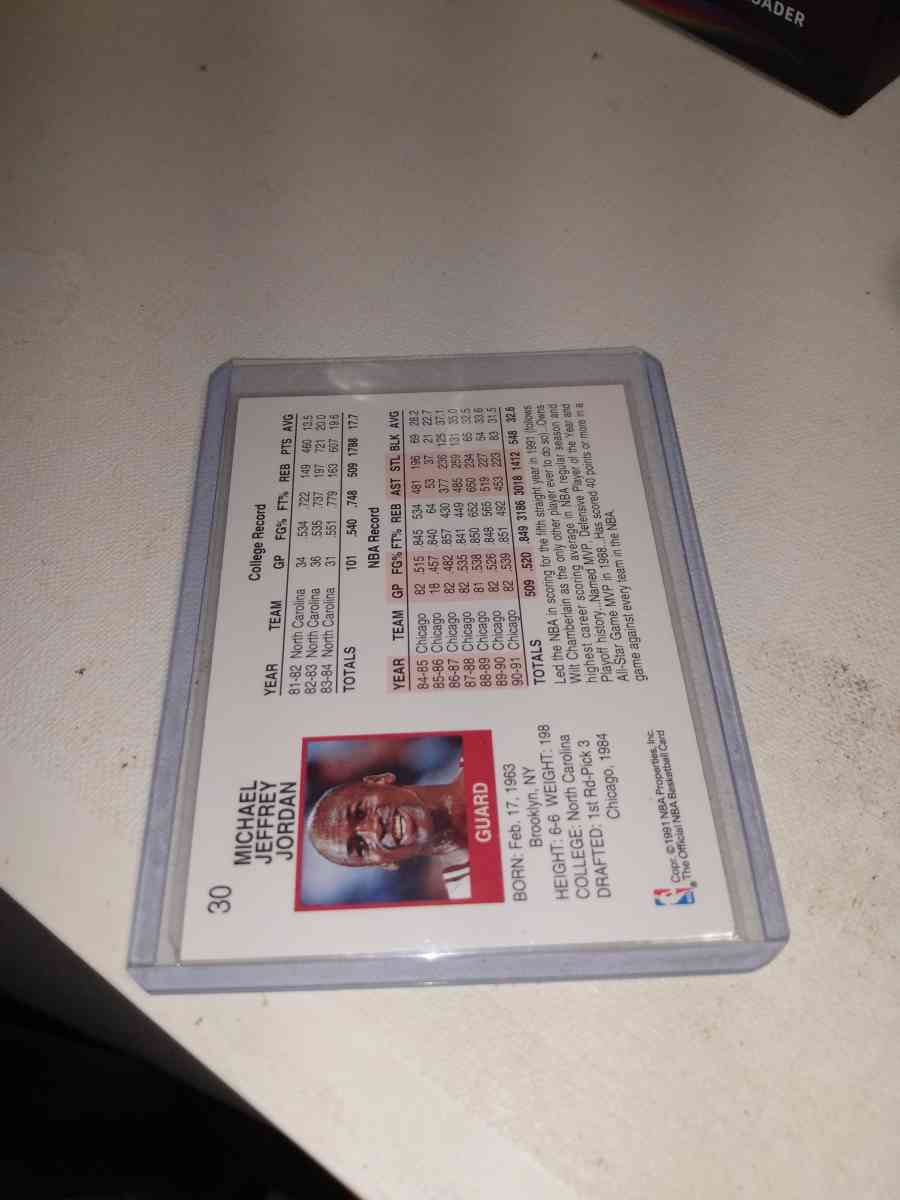 OADER
30
MICHAEL
JEFFREY
JORDAN
GUARD
BORN: Feb. 17, 1963
Brooklyn, NY
HEIGHT: 6-6 WEIGHT: 198
COLLEGE: North Carolina
DRAFTED: 1st Rd-Pick 3
Chicago, 1984
Copr. ©1991 NBA Properties, Inc.
® The Official NBA Basketball Card
College Record
YEAR TEAM GP FG% FT% REB PTS AVG
81-82 North Carolina 34 .534 .722 149 460 13.5
82-83 North Carolina 36 .535 .737 197 721 20.0
83-84 North Carolina 31 .551 .779 163 607 19.6
TOTALS 101 .540 .748 509 1788 17.7
NBA Record
YEAR TEAM GP FG% FT% REB AST STL BLK AVG
84-85 Chicago 82 .515 .845 534 481 196 69 28.2
85-86 Chicago 18 .457 .840 64 53 37 21 22.7
86-87 Chicago 82 .482 .857 430 377 236 125 37.1
87-88 Chicago 82 .535 .841 449 485 259 131 35.0
88-89 Chicago 81 .538 .850 652 650 234 65 32.5
89-90 Chicago 82 .526 .848 565 519 227 54 33.6
90-91 Chicago 82 .539 .851 492 453 223 83 31.5
TOTALS 509 .520 .849 3186 3018 1412 548 32.6
Led the NBA in scoring for the fifth straight year in 1991 (follows
Wilt Chamberlain as the only other player ever to do so)...Owns
highest career scoring average in NBA regular season and
Playoff history...Named MVP, Defensive Player of the Year and
All-Star Game MVP in 1988...Has scored 40 points or more in a
game against every team in the NBA.